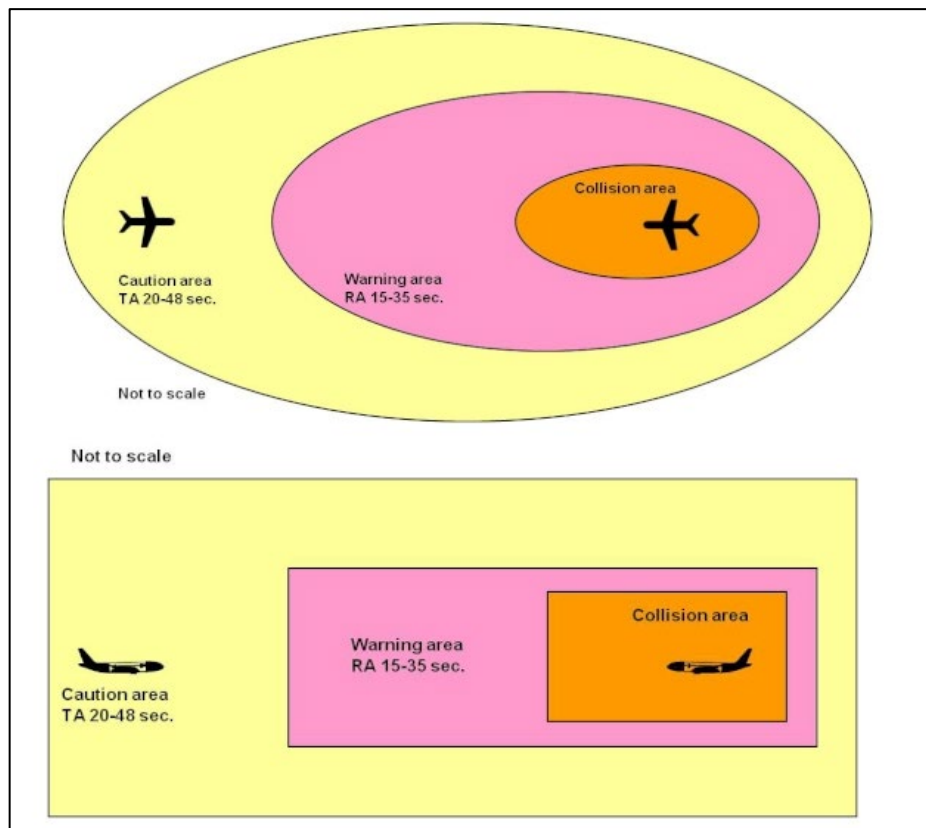 Collision area
Caution area
TA 20-48 sec.
Warning area
RA 15-35 sec.
Not to scale
Not to scale
Collision area
Warning area
RA 15-35 sec.
Caution area
TA 20-48 sec.